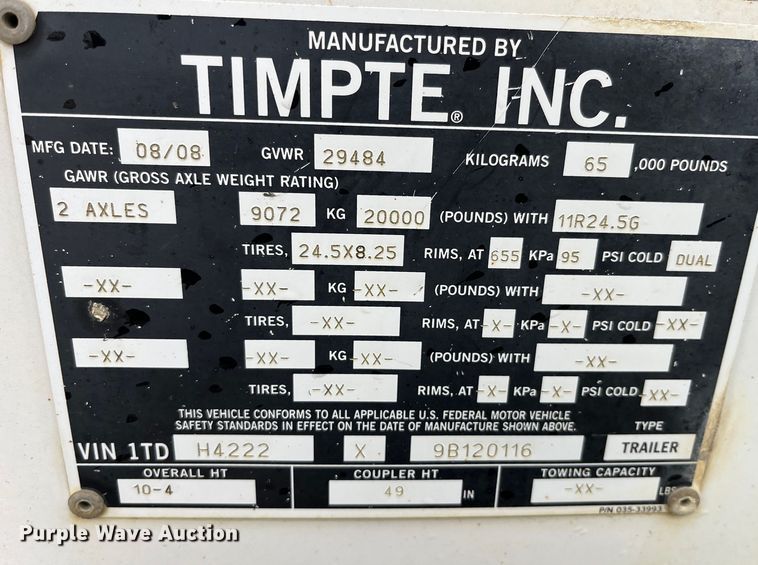 MANUFACTURED BY
TIMPTE® INC.
MFG DATE: 08/08 GVWR 29484 KILOGRAMS 65 ,000 POUNDS
GAWR (GROSS AXLE WEIGHT RATING)
2 AXLES 9072 KG 20000 (POUNDS) WITH 11R24.5G
TIRES, 24.5X8.25 RIMS, AT 655 KPa 95 PSI COLD DUAL
-XX- -XX- KG -XX- (POUNDS) WITH -XX-
TIRES, -XX- RIMS, AT -X- KPa -X- PSI COLD -XX-
-XX- -XX- KG -XX- (POUNDS) WITH -XX-
TIRES, -XX- RIMS, AT -X- KPa -X- PSI COLD -XX-
THIS VEHICLE CONFORMS TO ALL APPLICABLE U.S. FEDERAL MOTOR VEHICLE
SAFETY STANDARDS IN EFFECT ON THE DATE OF MANUFACTURE SHOWN ABOVE. TYPE
VIN 1TD H4222 X 9B120116 TRAILER
OVERALL HT COUPLER HT TOWING CAPACITY
10-4 49 IN -XX- LBS
P/N 035-33993
Purple Wave Auction